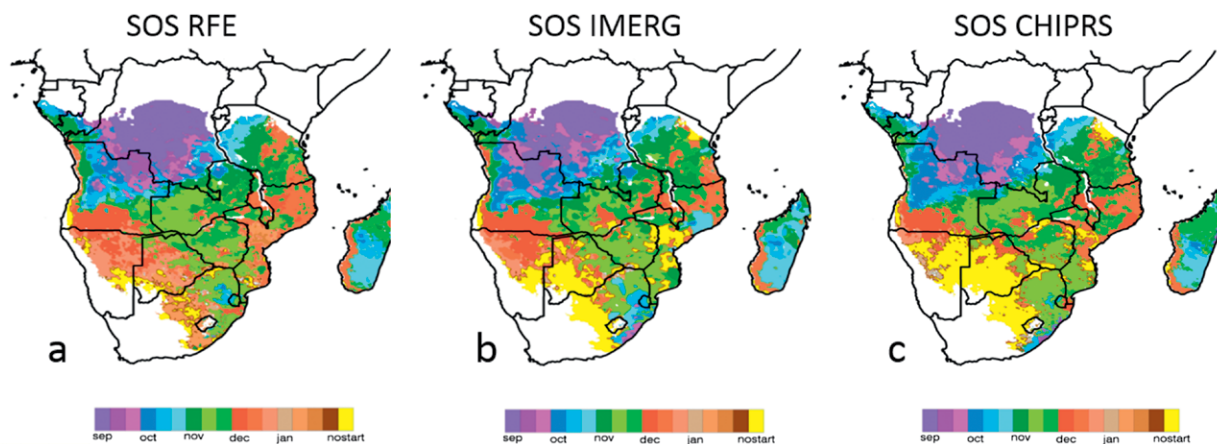 SOS RFE
SOS IMERG
SOS CHIPRS
a
b
c
sep oct nov dec jan nostart
sep oct nov dec jan nostart
sep oct nov dec jan nostart